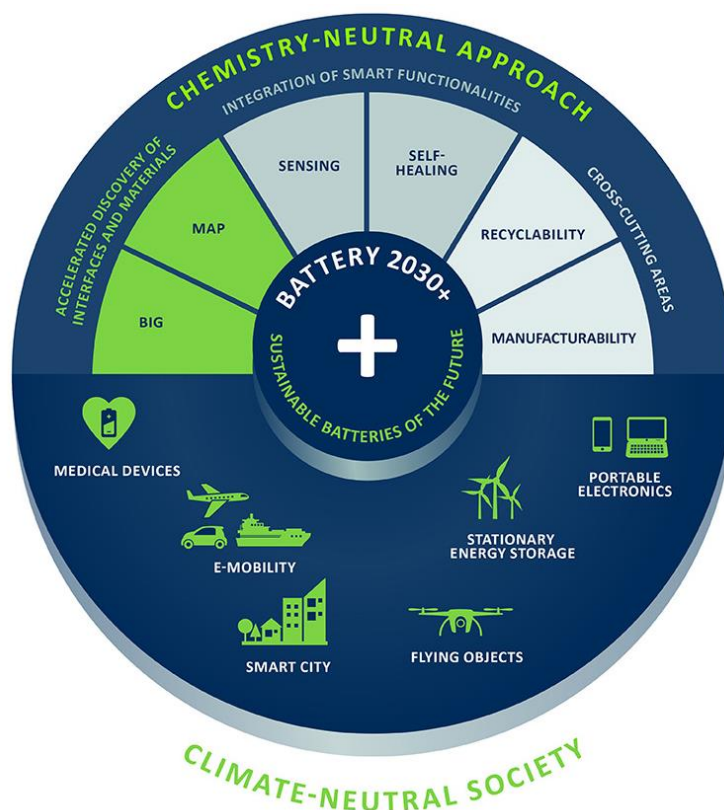 CHEMISTRY-NEUTRAL APPROACH
INTEGRATION OF SMART FUNCTIONALITIES
ACCELERATED DISCOVERY OF
INTERFACES AND MATERIALS
CROSS-CUTTING AREAS
BIG
MAP
SENSING
SELF-
HEALING
RECYCLABILITY
MANUFACTURABILITY
BATTERY 2030+
+
SUSTAINABLE BATTERIES OF THE FUTURE
MEDICAL DEVICES
E-MOBILITY
SMART CITY
FLYING OBJECTS
STATIONARY
ENERGY STORAGE
PORTABLE
ELECTRONICS
CLIMATE-NEUTRAL SOCIETY